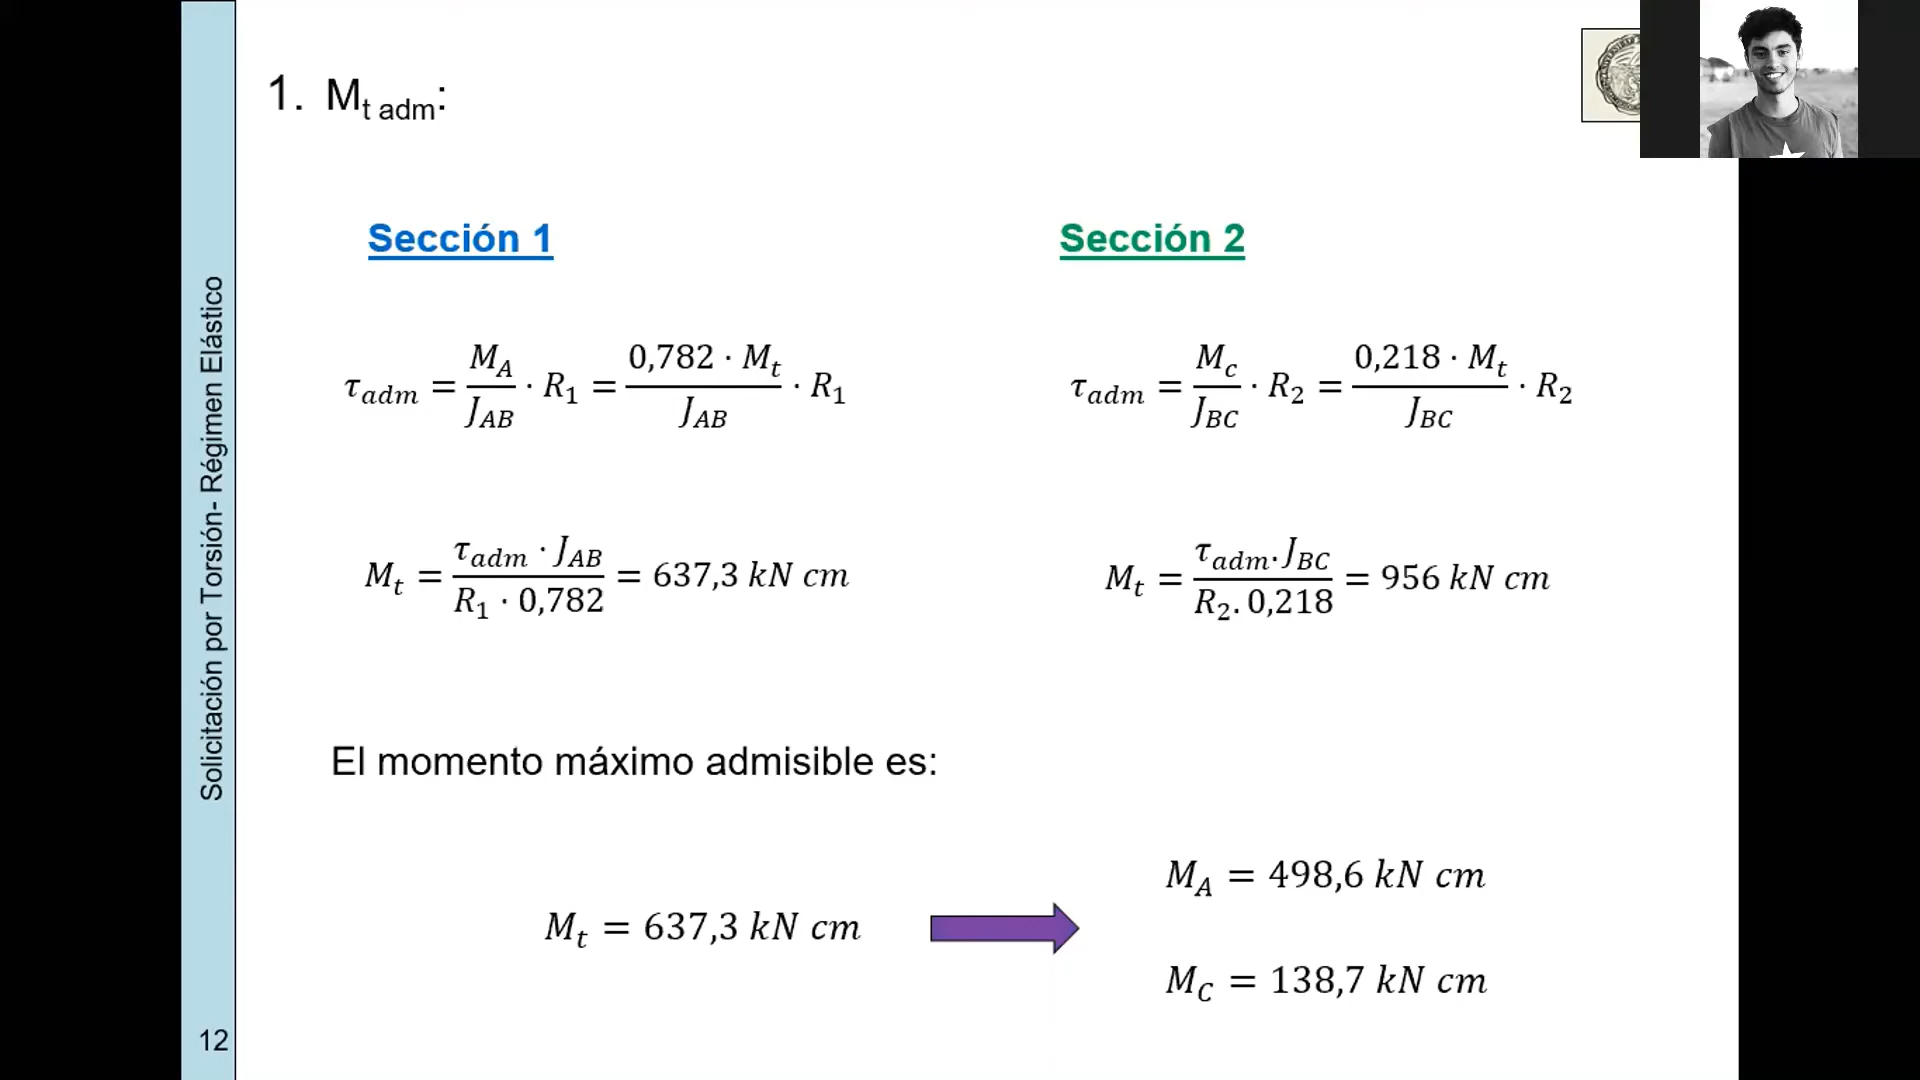 1. Mt adm:
Sección 1
Sección 2
τadm = MA/JAB · R1 = 0,782 · Mt/JAB · R1
τadm = Mc/JBC · R2 = 0,218 · Mt/JBC · R2
Mt = τadm · JAB/R1 · 0,782 = 637,3 kN cm
Mt = τadm.JBC/R2.0,218 = 956 kN cm
El momento máximo admisible es:
Mt = 637,3 kN cm
MA = 498,6 kN cm
MC = 138,7 kN cm
Solicitación por Torsión- Régimen Elástico
12